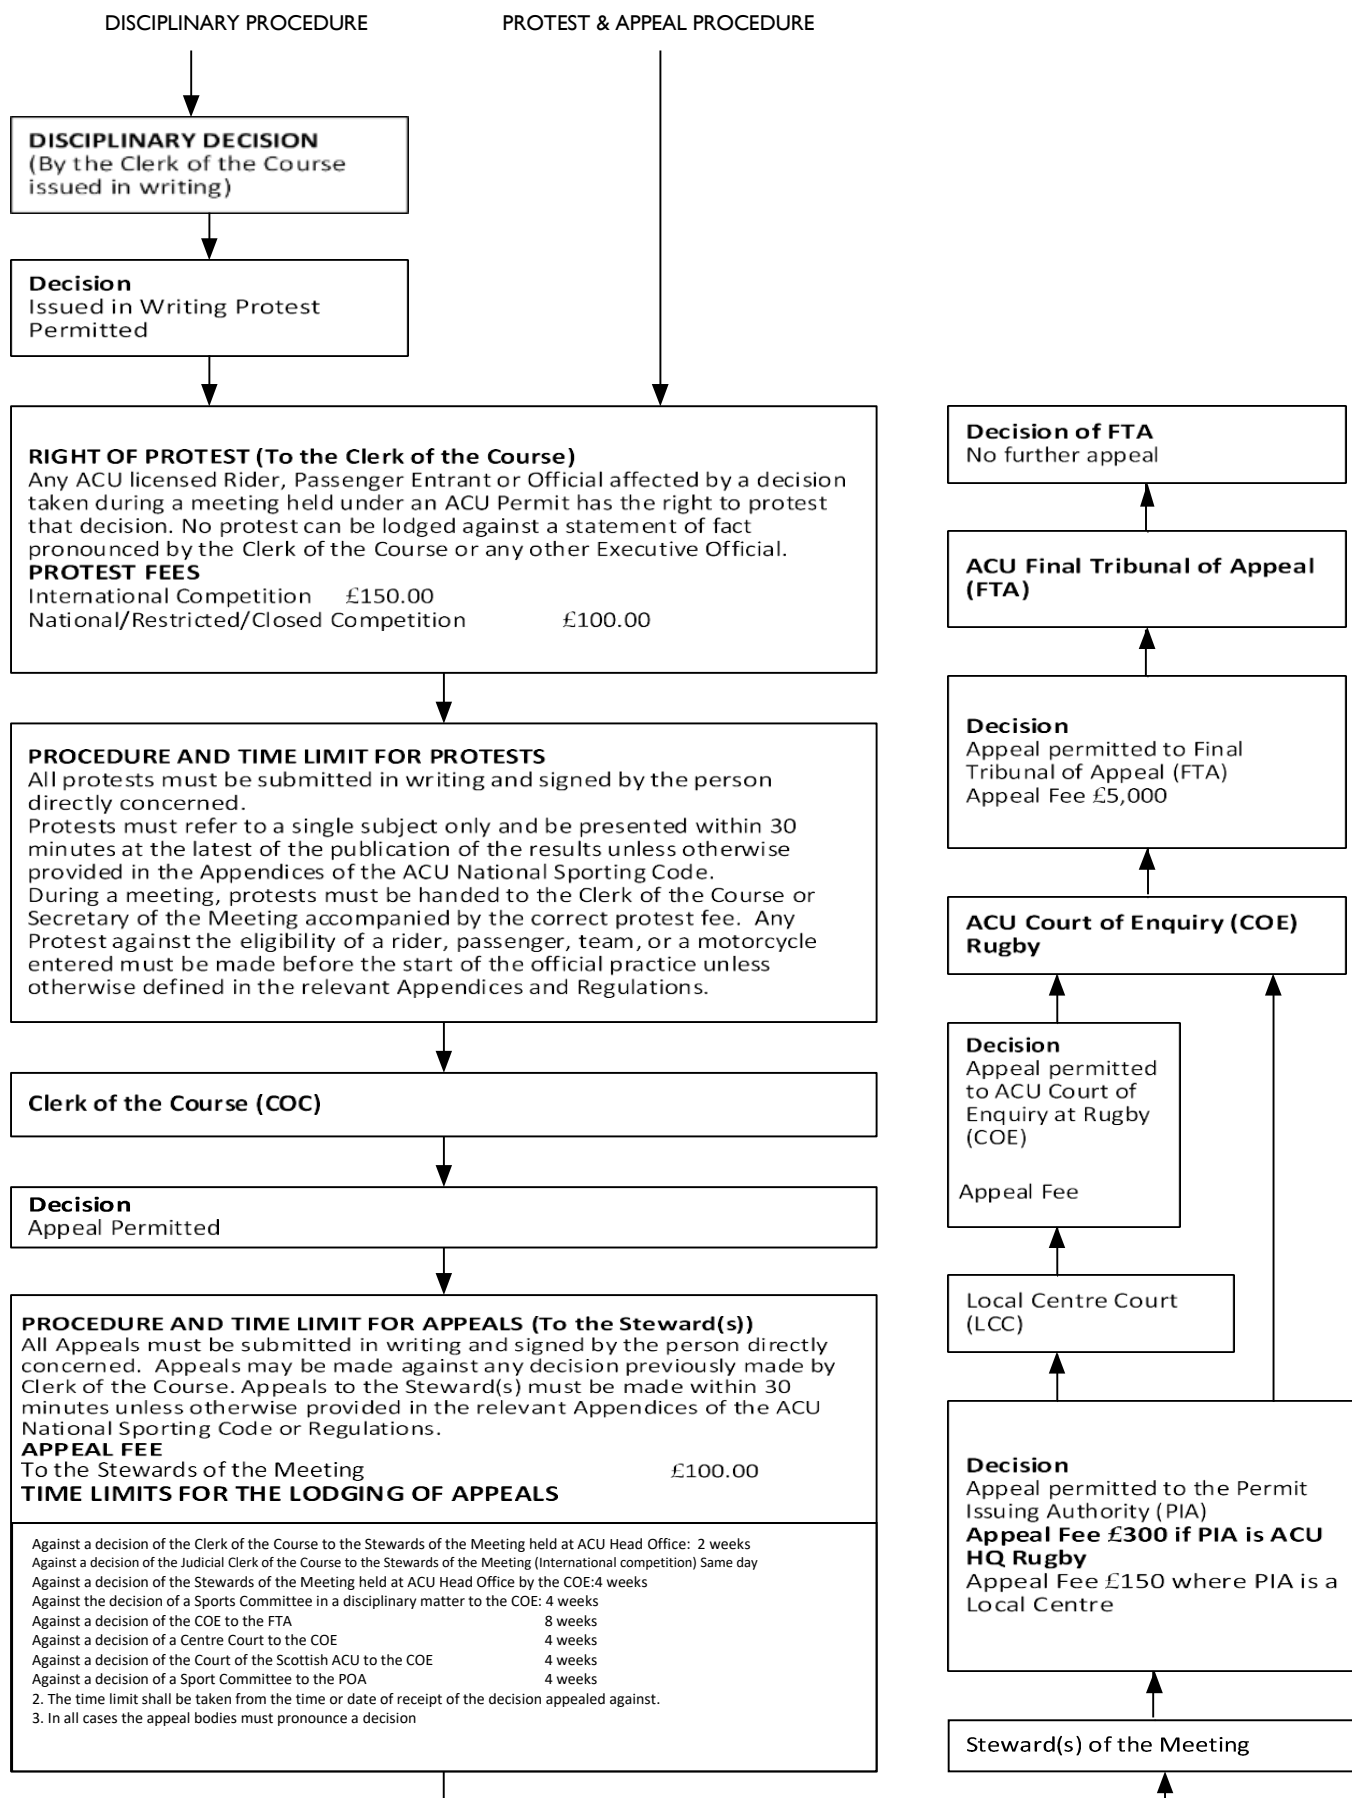 DISCIPLINARY PROCEDURE
PROTEST & APPEAL PROCEDURE
DISCIPLINARY DECISION
(By the Clerk of the Course
issued in writing)
Decision
Issued in Writing Protest
Permitted
RIGHT OF PROTEST (To the Clerk of the Course)
Any ACU licensed Rider, Passenger Entrant or Official affected by a decision
taken during a meeting held under an ACU Permit has the right to protest
that decision. No protest can be lodged against a statement of fact
pronounced by the Clerk of the Course or any other Executive Official.
PROTEST FEES
International Competition £150.00
National/Restricted/Closed Competition £100.00
PROCEDURE AND TIME LIMIT FOR PROTESTS
All protests must be submitted in writing and signed by the person
directly concerned.
Protests must refer to a single subject only and be presented within 30
minutes at the latest of the publication of the results unless otherwise
provided in the Appendices of the ACU National Sporting Code.
During a meeting, protests must be handed to the Clerk of the Course or
Secretary of the Meeting accompanied by the correct protest fee. Any
Protest against the eligibility of a rider, passenger, team, or a motorcycle
entered must be made before the start of the official practice unless
otherwise defined in the relevant Appendices and Regulations.
Clerk of the Course (COC)
Decision
Appeal Permitted
PROCEDURE AND TIME LIMIT FOR APPEALS (To the Steward(s))
All Appeals must be submitted in writing and signed by the person directly
concerned. Appeals may be made against any decision previously made by
Clerk of the Course. Appeals to the Steward(s) must be made within 30
minutes unless otherwise provided in the relevant Appendices of the ACU
National Sporting Code or Regulations.
APPEAL FEE
To the Stewards of the Meeting £100.00
TIME LIMITS FOR THE LODGING OF APPEALS
Against a decision of the Clerk of the Course to the Stewards of the Meeting held at ACU Head Office: 2 weeks
Against a decision of the Judicial Clerk of the Course to the Stewards of the Meeting (International competition) Same day
Against a decision of the Stewards of the Meeting held at ACU Head Office by the COE:4 weeks
Against the decision of a Sports Committee in a disciplinary matter to the COE: 4 weeks
Against a decision of the COE to the FTA 8 weeks
Against a decision of a Centre Court to the COE 4 weeks
Against a decision of the Court of the Scottish ACU to the COE 4 weeks
Against a decision of a Sport Committee to the POA 4 weeks
2. The time limit shall be taken from the time or date of receipt of the decision appealed against.
3. In all cases the appeal bodies must pronounce a decision
Decision of FTA
No further appeal
ACU Final Tribunal of Appeal
(FTA)
Decision
Appeal permitted to Final
Tribunal of Appeal (FTA)
Appeal Fee £5,000
ACU Court of Enquiry (COE)
Rugby
Decision
Appeal permitted
to ACU Court of
Enquiry at Rugby
(COE)
Appeal Fee
Local Centre Court
(LCC)
Decision
Appeal permitted to the Permit
Issuing Authority (PIA)
Appeal Fee £300 if PIA is ACU
HQ Rugby
Appeal Fee £150 where PIA is a
Local Centre
Steward(s) of the Meeting